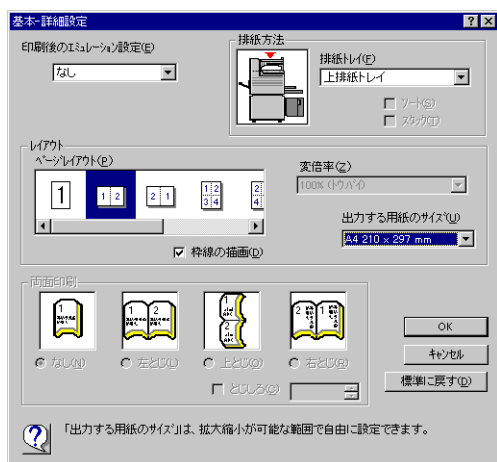 基本-詳細設定
印刷後のエミュレーション設定(E)
なし
排紙方法
排紙トレイ(F)
上排紙トレイ
ソート(S)
スタック(T)
レイアウト
ページレイアウト(P)
1
1 2
2 1
1 2
3 4
2
4
枠線の描画(D)
変倍率(Z)
100% (トウバイ)
出力する用紙のサイズ(U)
A4 210 x 297 mm
両面印刷
なし(N)
左とじ(L)
上とじ(O)
右とじ(R)
とじしろ(G)
OK
キャンセル
標準に戻す(D)
「出力する用紙のサイズ」は、拡大縮小が可能な範囲で自由に設定できます。